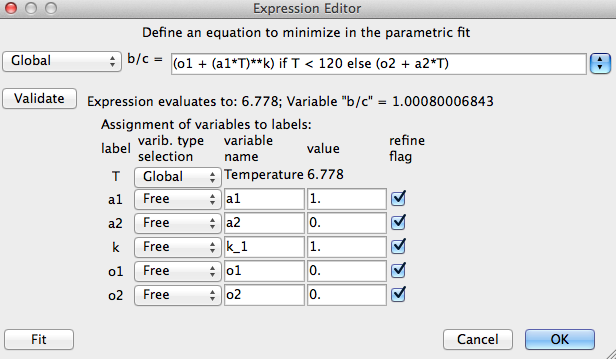 Expression Editor
Define an equation to minimize in the parametric fit
Global b/c = (o1 + (a1*T)**k) if T < 120 else (o2 + a2*T)
Validate Expression evaluates to: 6.778; Variable "b/c" = 1.00080006843
Assignment of variables to labels:
label varib. type selection variable name value refine flag
T Global Temperature 6.778
a1 Free a1 1.
a2 Free a2 0.
k Free k_1 1.
o1 Free o1 0.
o2 Free o2 0.
Fit Cancel OK